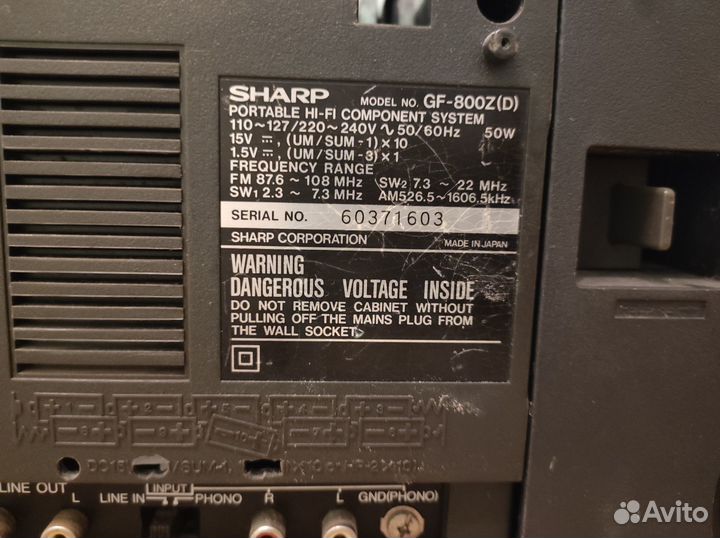 SHARP MODEL NO. GF-800Z(D)
PORTABLE HI-FI COMPONENT SYSTEM
110~127/220~240V ∿ 50/60Hz 50W
15V ⎓, (UM/SUM-1) x 10
1.5V ⎓, (UM/SUM-3) x 1
FREQUENCY RANGE
FM 87.6 ~ 108 MHz SW2 7.3 ~ 22 MHz
SW1 2.3 ~ 7.3 MHz AM526.5~1606.5kHz
SERIAL NO. 60371603
SHARP CORPORATION MADE IN JAPAN
WARNING
DANGEROUS VOLTAGE INSIDE
DO NOT REMOVE CABINET WITHOUT
PULLING OFF THE MAINS PLUG FROM
THE WALL SOCKET
LINE OUT
L
LINE IN
INPUT
PHONO
R
L
GND(PHONO)
Avito